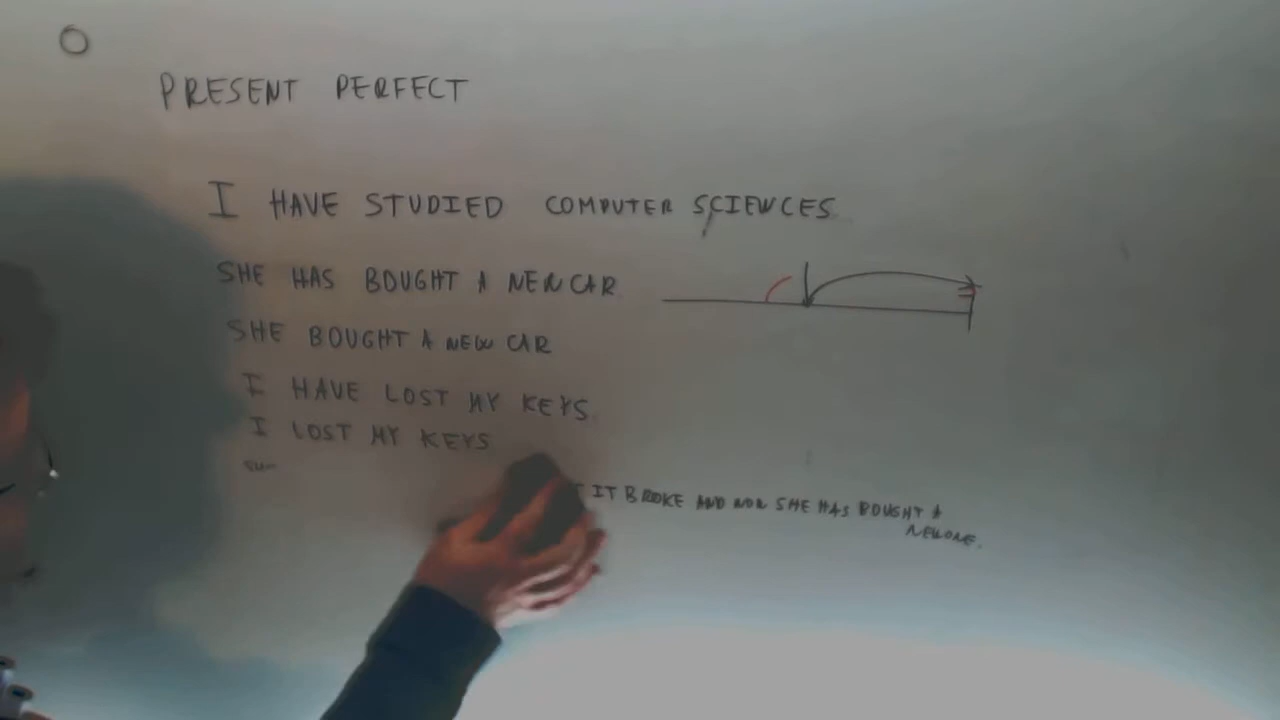 PRESENT PERFECT
I HAVE STUDIED COMPUTER SCIENCES
SHE HAS BOUGHT A NEW CAR
SHE BOUGHT A NEW CAR
I HAVE LOST MY KEYS
I LOST MY KEYS
IT BROKE AND NOW SHE HAS BOUGHT A
NEW ONE.